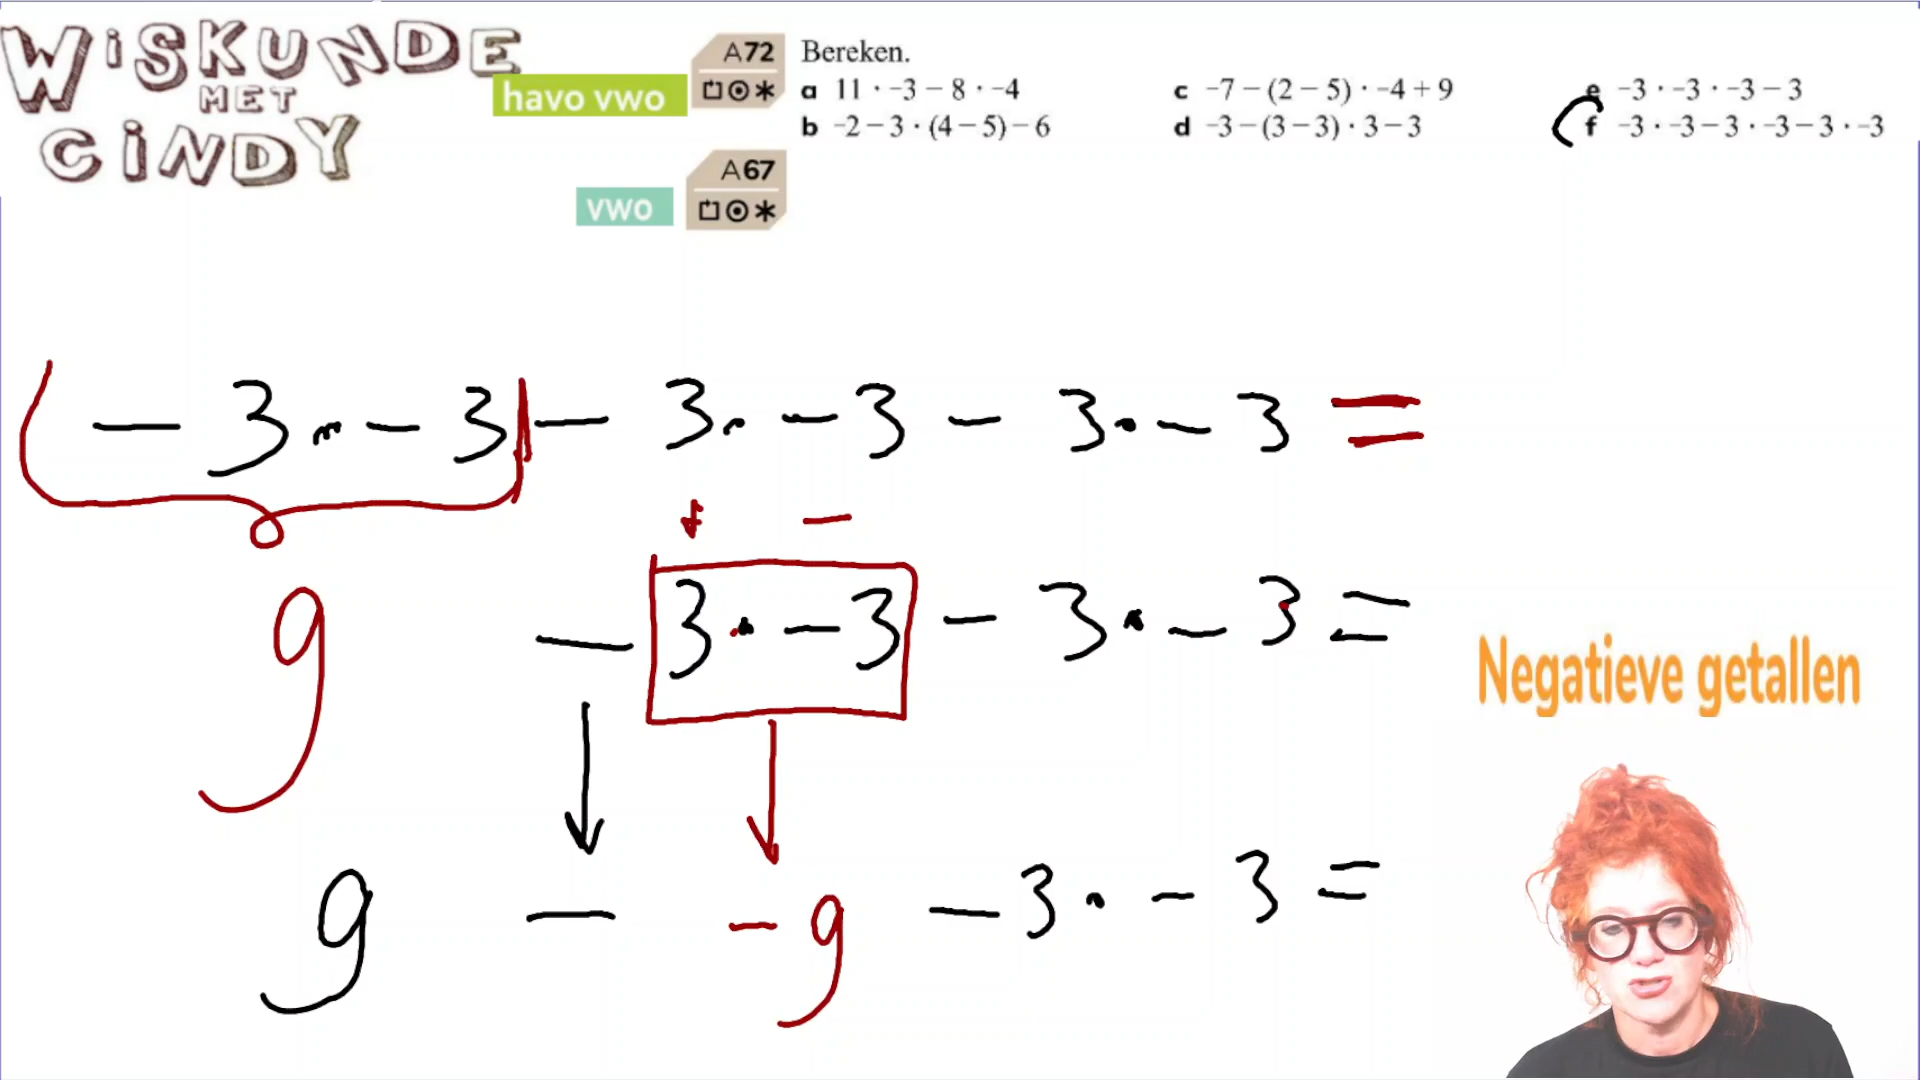 WiSKUNDE
MET
CiNDY
havo vwo
A72
vwo
A67
Bereken.
a 11 · -3 – 8 · -4
b -2 – 3 · (4 – 5) – 6
c -7 – (2 – 5) · -4 + 9
d -3 – (3 – 3) · 3 – 3
e -3 · -3 · -3 – 3
f -3 · -3 – 3 · -3 – 3 · -3
– 3 · – 3 – 3 · – 3 – 3 · – 3 =
+ –
9 – 3 · – 3 – 3 · – 3 =
9 – – 9 – 3 · – 3 =
Negatieve getallen